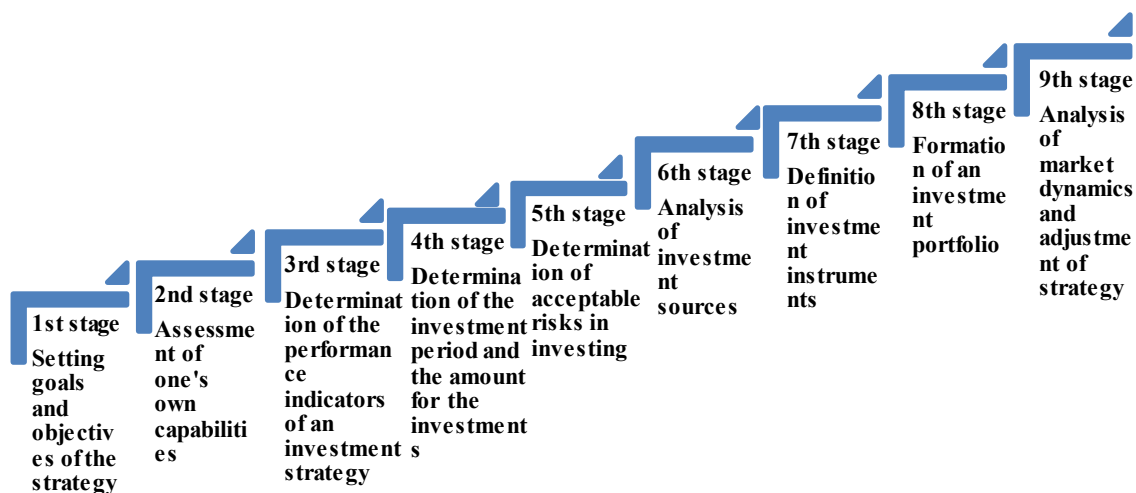 1st stage
Setting
goals
and
objectiv
es of the
strategy
2nd stage
Assessme
nt of
one's
own
capabiliti
es
3rd stage
Determinat
ion of the
performan
ce
indicators
of an
investment
strategy
4th stage
Determina
tion of the
investment
period and
the amount
for the
investment
s
5th stage
Determinat
ion of
acceptable
risks in
investing
6th stage
Analysis
of
investme
nt
sources
7th stage
Definitio
n of
investme
nt
instrume
nts
8th stage
Formatio
n of an
investme
nt
portfolio
9th stage
Analysis
of
market
dynamics
and
adjustme
nt of
strategy